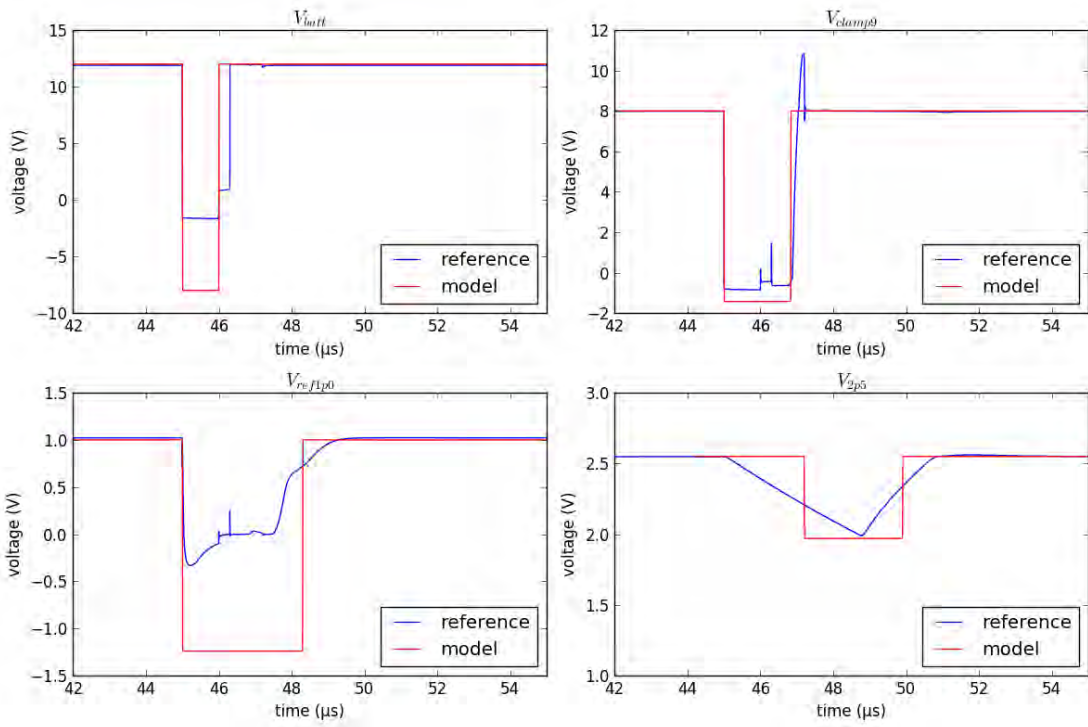 V_batt
15
10
5
0
−5
−10
voltage (V)
42 44 46 48 50 52 54
time (µs)
reference
model
V_clamp9
12
10
8
6
4
2
0
−2
voltage (V)
42 44 46 48 50 52 54
time (µs)
reference
model
V_ref1p0
1.5
1.0
0.5
0.0
−0.5
−1.0
−1.5
voltage (V)
42 44 46 48 50 52 54
time (µs)
reference
model
V_2p5
3.0
2.5
2.0
1.5
1.0
voltage (V)
42 44 46 48 50 52 54
time (µs)
reference
model